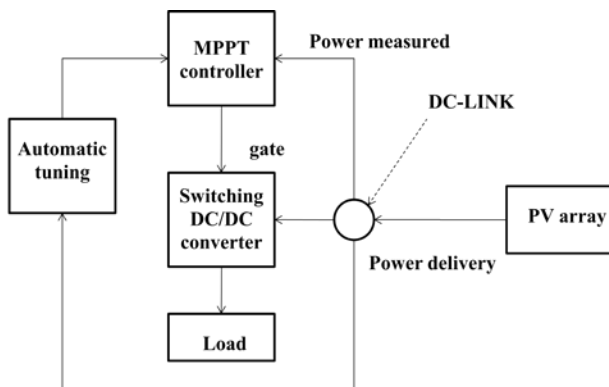 MPPT
controller
Power measured
DC-LINK
Automatic
tuning
gate
Switching
DC/DC
converter
PV array
Power delivery
Load